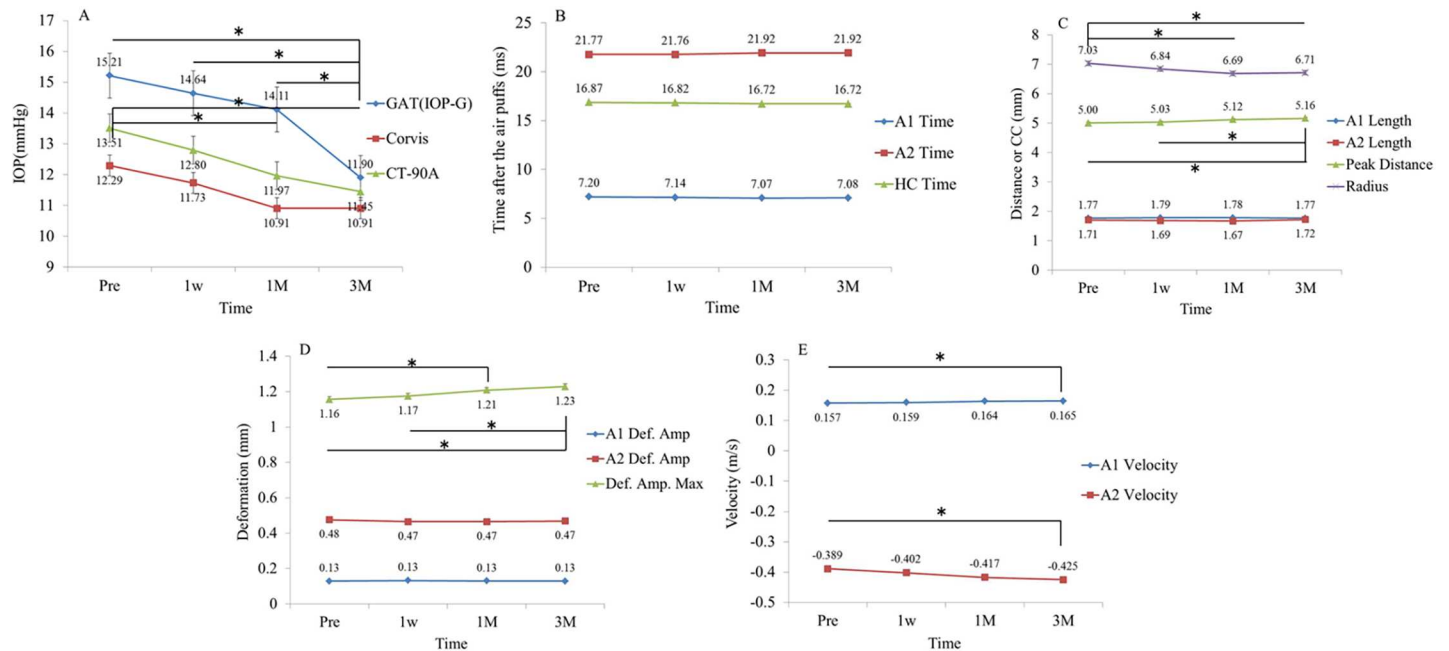 A
17
16
15
14
13
12
11
10
9
IOP(mmHg)
*
*
*
*
*
15.21
14.64
14.11
11.90
13.51
12.80
11.97
11.45
12.29
11.73
10.91
10.91
GAT(IOP-G)
Corvis
CT-90A
Pre 1w 1M 3M
Time
B
25
20
15
10
5
0
Time after the air puffs (ms)
21.77 21.76 21.92 21.92
16.87 16.82 16.72 16.72
7.20 7.14 7.07 7.08
A1 Time
A2 Time
HC Time
Pre 1w 1M 3M
Time
C
8
7
6
5
4
3
2
1
0
Distance or CC (mm)
*
*
7.03 6.84 6.69 6.71
5.00 5.03 5.12 5.16
*
*
1.77 1.79 1.78 1.77
1.71 1.69 1.67 1.72
A1 Length
A2 Length
Peak Distance
Radius
Pre 1w 1M 3M
Time
D
1.4
1.2
1
0.8
0.6
0.4
0.2
0
Deformation (mm)
*
1.16 1.17 1.21 1.23
*
*
0.48 0.47 0.47 0.47
0.13 0.13 0.13 0.13
A1 Def. Amp
A2 Def. Amp
Def. Amp. Max
Pre 1w 1M 3M
Time
E
0.3
0.2
0.1
0
-0.1
-0.2
-0.3
-0.4
-0.5
Velocity (m/s)
*
0.157 0.159 0.164 0.165
*
-0.389 -0.402 -0.417 -0.425
A1 Velocity
A2 Velocity
Pre 1w 1M 3M
Time